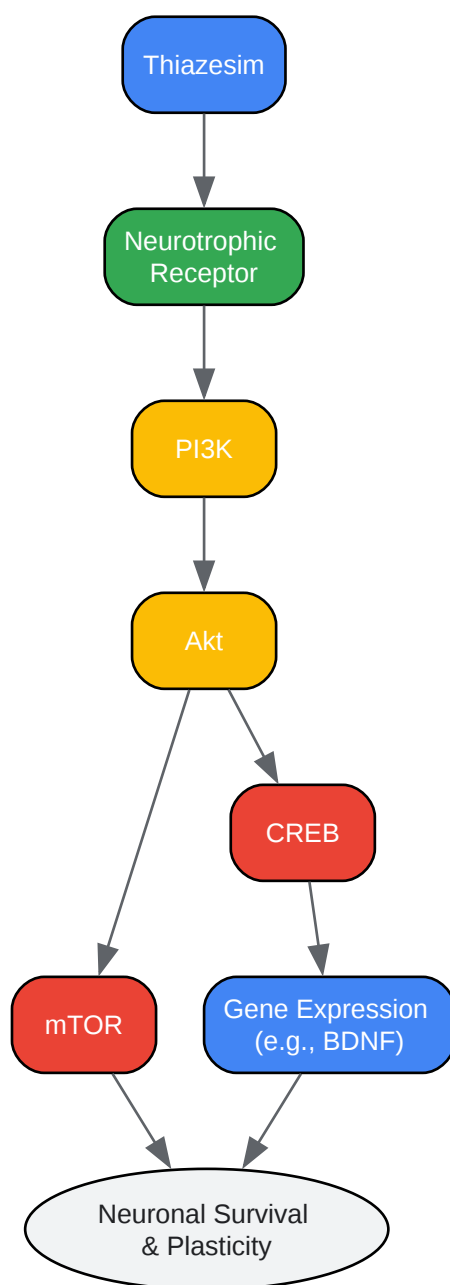 Thiazesim
Neurotrophic
Receptor
PI3K
Akt
CREB
mTOR
Gene Expression
(e.g., BDNF)
Neuronal Survival
& Plasticity